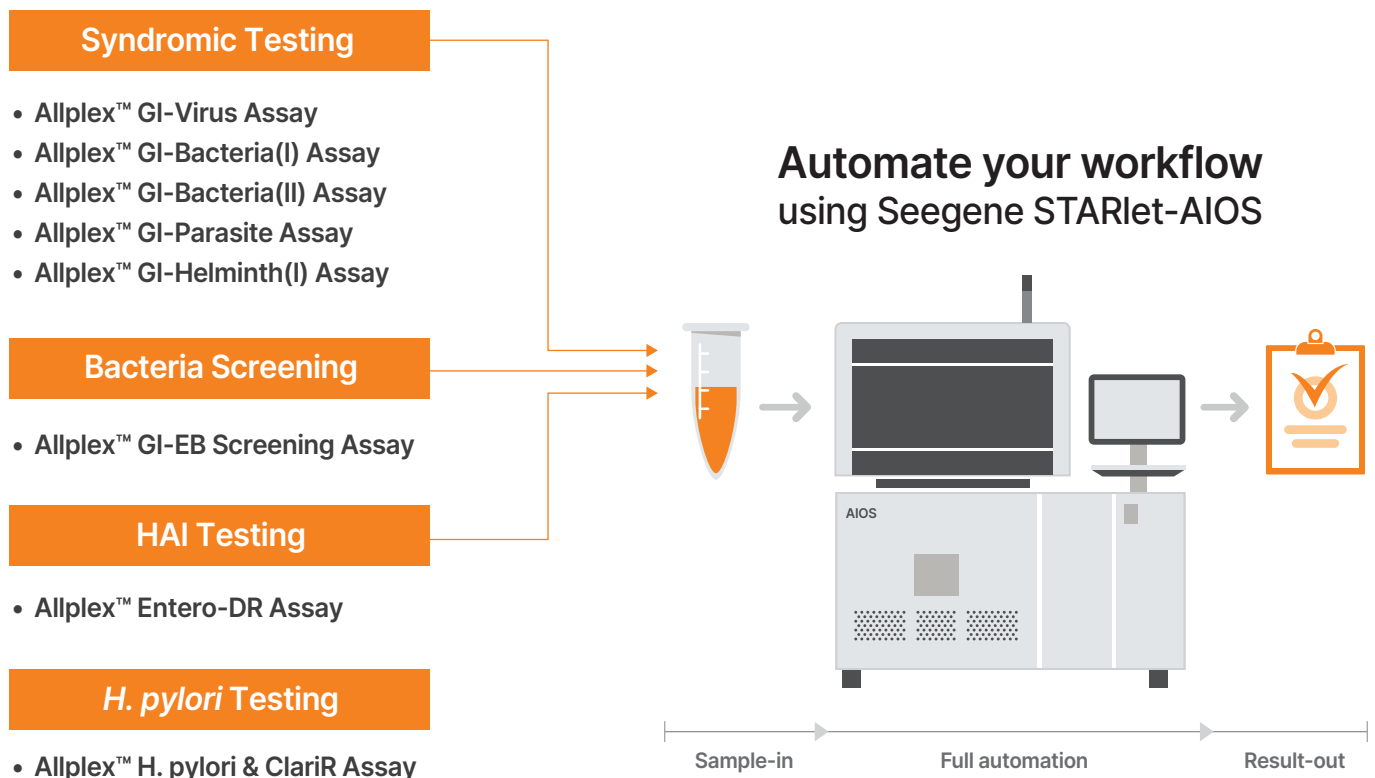 Syndromic Testing
• Allplex™ GI-Virus Assay
• Allplex™ GI-Bacteria(I) Assay
• Allplex™ GI-Bacteria(II) Assay
• Allplex™ GI-Parasite Assay
• Allplex™ GI-Helminth(I) Assay
Bacteria Screening
• Allplex™ GI-EB Screening Assay
HAI Testing
• Allplex™ Entero-DR Assay
H. pylori Testing
• Allplex™ H. pylori & ClariR Assay
Automate your workflow
using Seegene STARlet-AIOS
AIOS
Sample-in
Full automation
Result-out